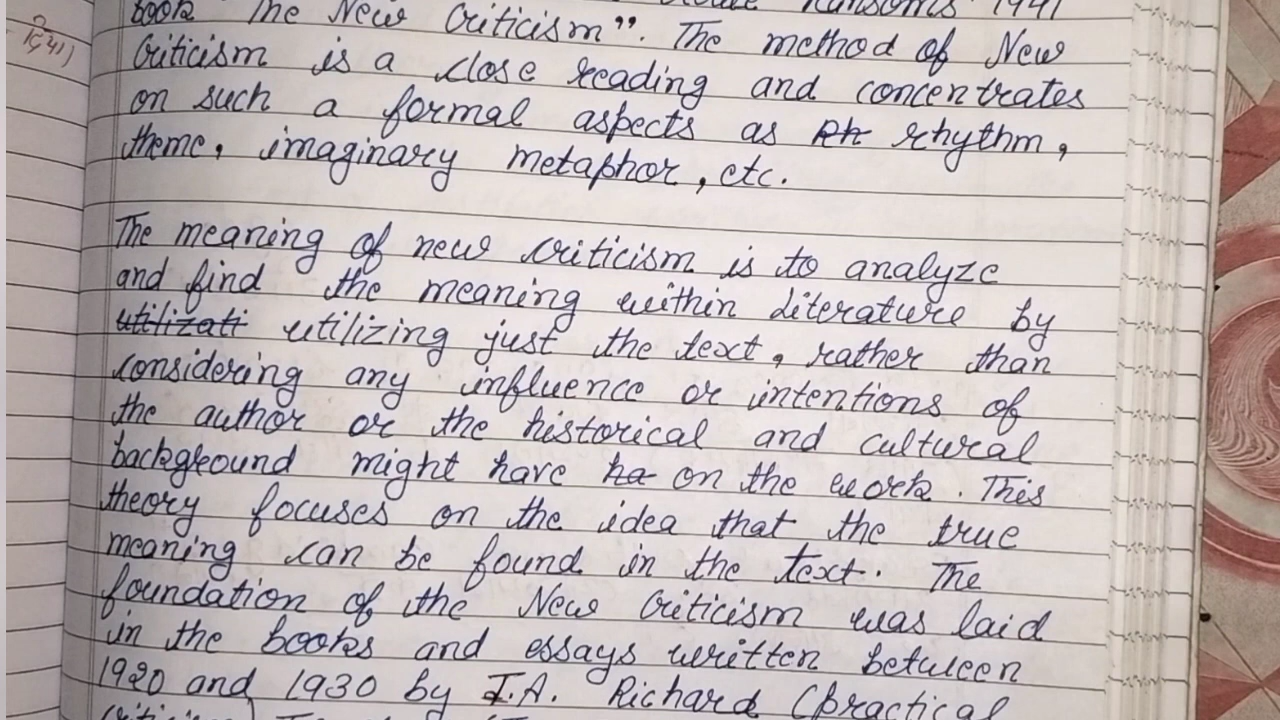 book "The New Criticism". The method of New
Criticism is a close reading and concentrates
on such a formal aspects as rhythm,
theme, imaginary metaphor, etc.
The meaning of new criticism is to analyze
and find the meaning within literature by
utilizati utilizing just the text, rather than
considering any influence or intentions of
the author or the historical and cultural
background might have ha on the work. This
theory focuses on the idea that the true
meaning can be found in the text. The
foundation of the New Criticism was laid
in the books and essays written between
1920 and 1930 by I.A. Richard (practical